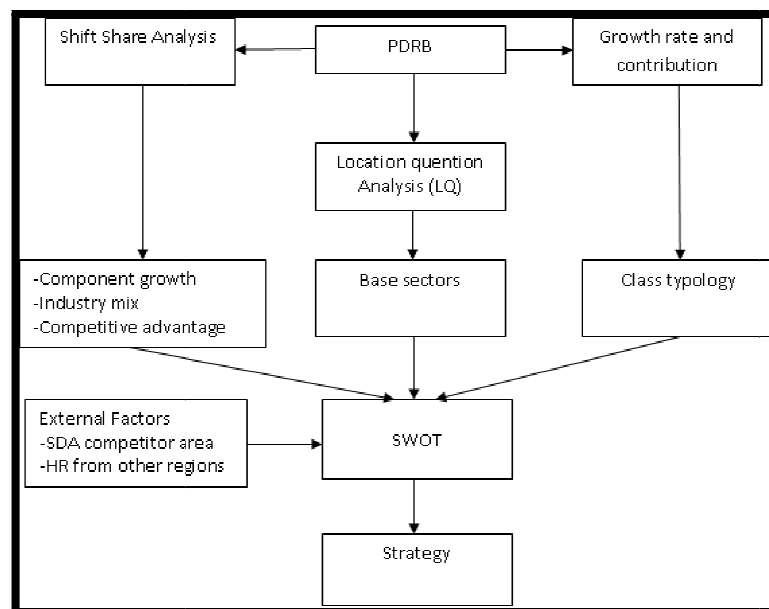 Shift Share Analysis
PDRB
Growth rate and
contribution
Location quention
Analysis (LQ)
-Component growth
-Industry mix
-Competitive advantage
Base sectors
Class typology
External Factors
-SDA competitor area
-HR from other regions
SWOT
Strategy